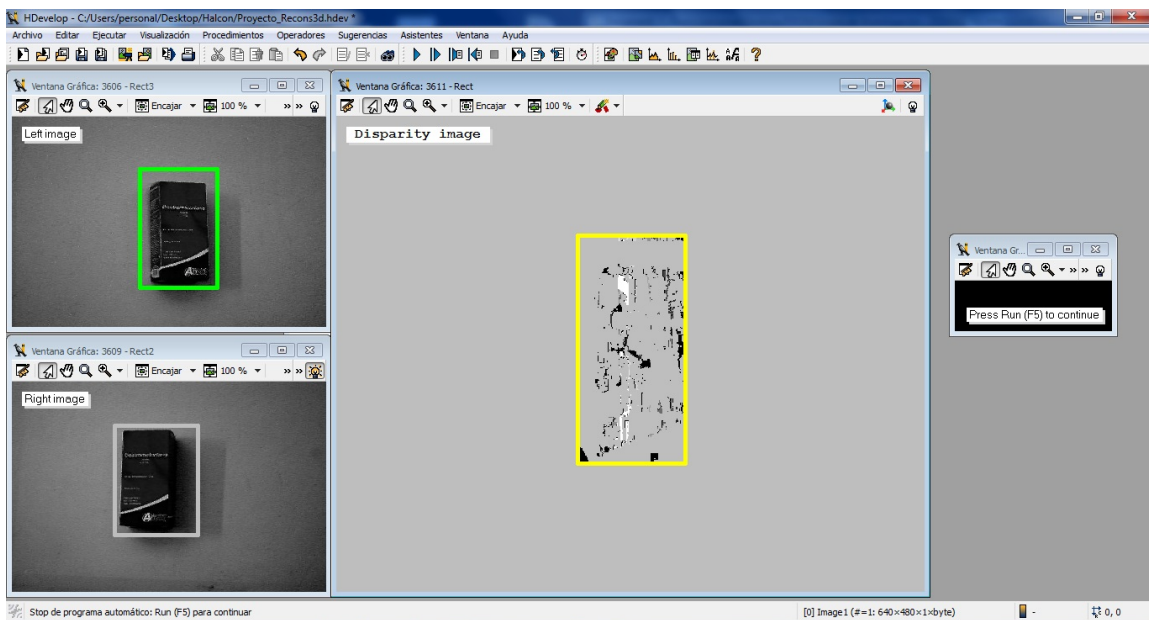 HDevelop - C:/Users/personal/Desktop/Halcon/Proyecto_Recons3d.hdev *
Archivo Editar Ejecutar Visualización Procedimientos Operadores Sugerencias Asistentes Ventana Ayuda
Ventana Gráfica: 3606 - Rect3
Encajar 100 %
Left image
Ventana Gráfica: 3609 - Rect2
Encajar 100 %
Right image
Ventana Gráfica: 3611 - Rect
Encajar 100 %
Disparity image
Ventana Gr...
Press Run (F5) to continue
Stop de programa automático: Run (F5) para continuar
[0] Image1 (#=1: 640×480×1×byte)
-
0, 0